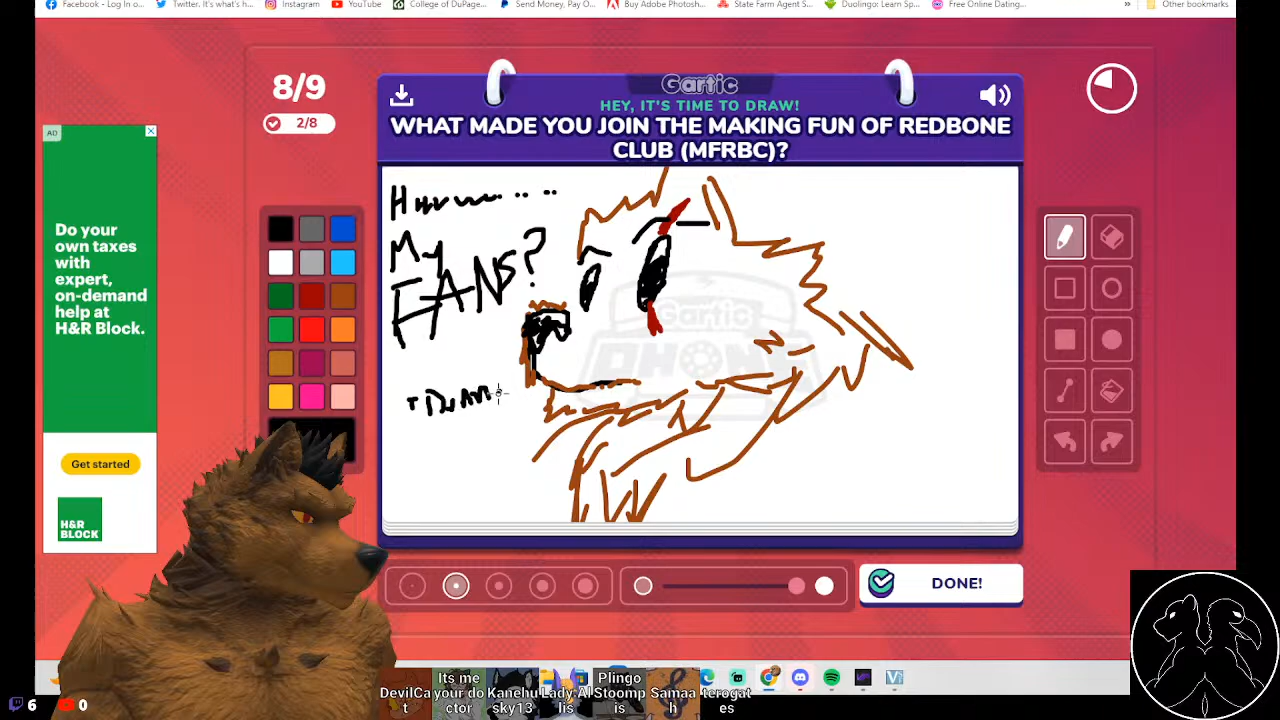 Facebook - Log In o...
Twitter. It's what's h...
Instagram
YouTube
College of DuPage...
Send Money, Pay O...
Buy Adobe Photosh...
State Farm Agent S...
Duolingo: Learn Sp...
Free Online Dating...
»
Other bookmarks
8/9
2/8
Gartic
HEY, IT'S TIME TO DRAW!
WHAT MADE YOU JOIN THE MAKING FUN OF REDBONE
CLUB (MFRBC)?
AD
Do your
own taxes
with
expert,
on-demand
help at
H&R Block.
Get started
H&R
BLOCK
My
FANS?
Gartic
PHONE
DONE!
DevilCa
t
Its me
your do
ctor
Kanehu
sky13
Lady Al
lis
Plingo
Stoomp
is
Samaa
h
terogat
es
6
0